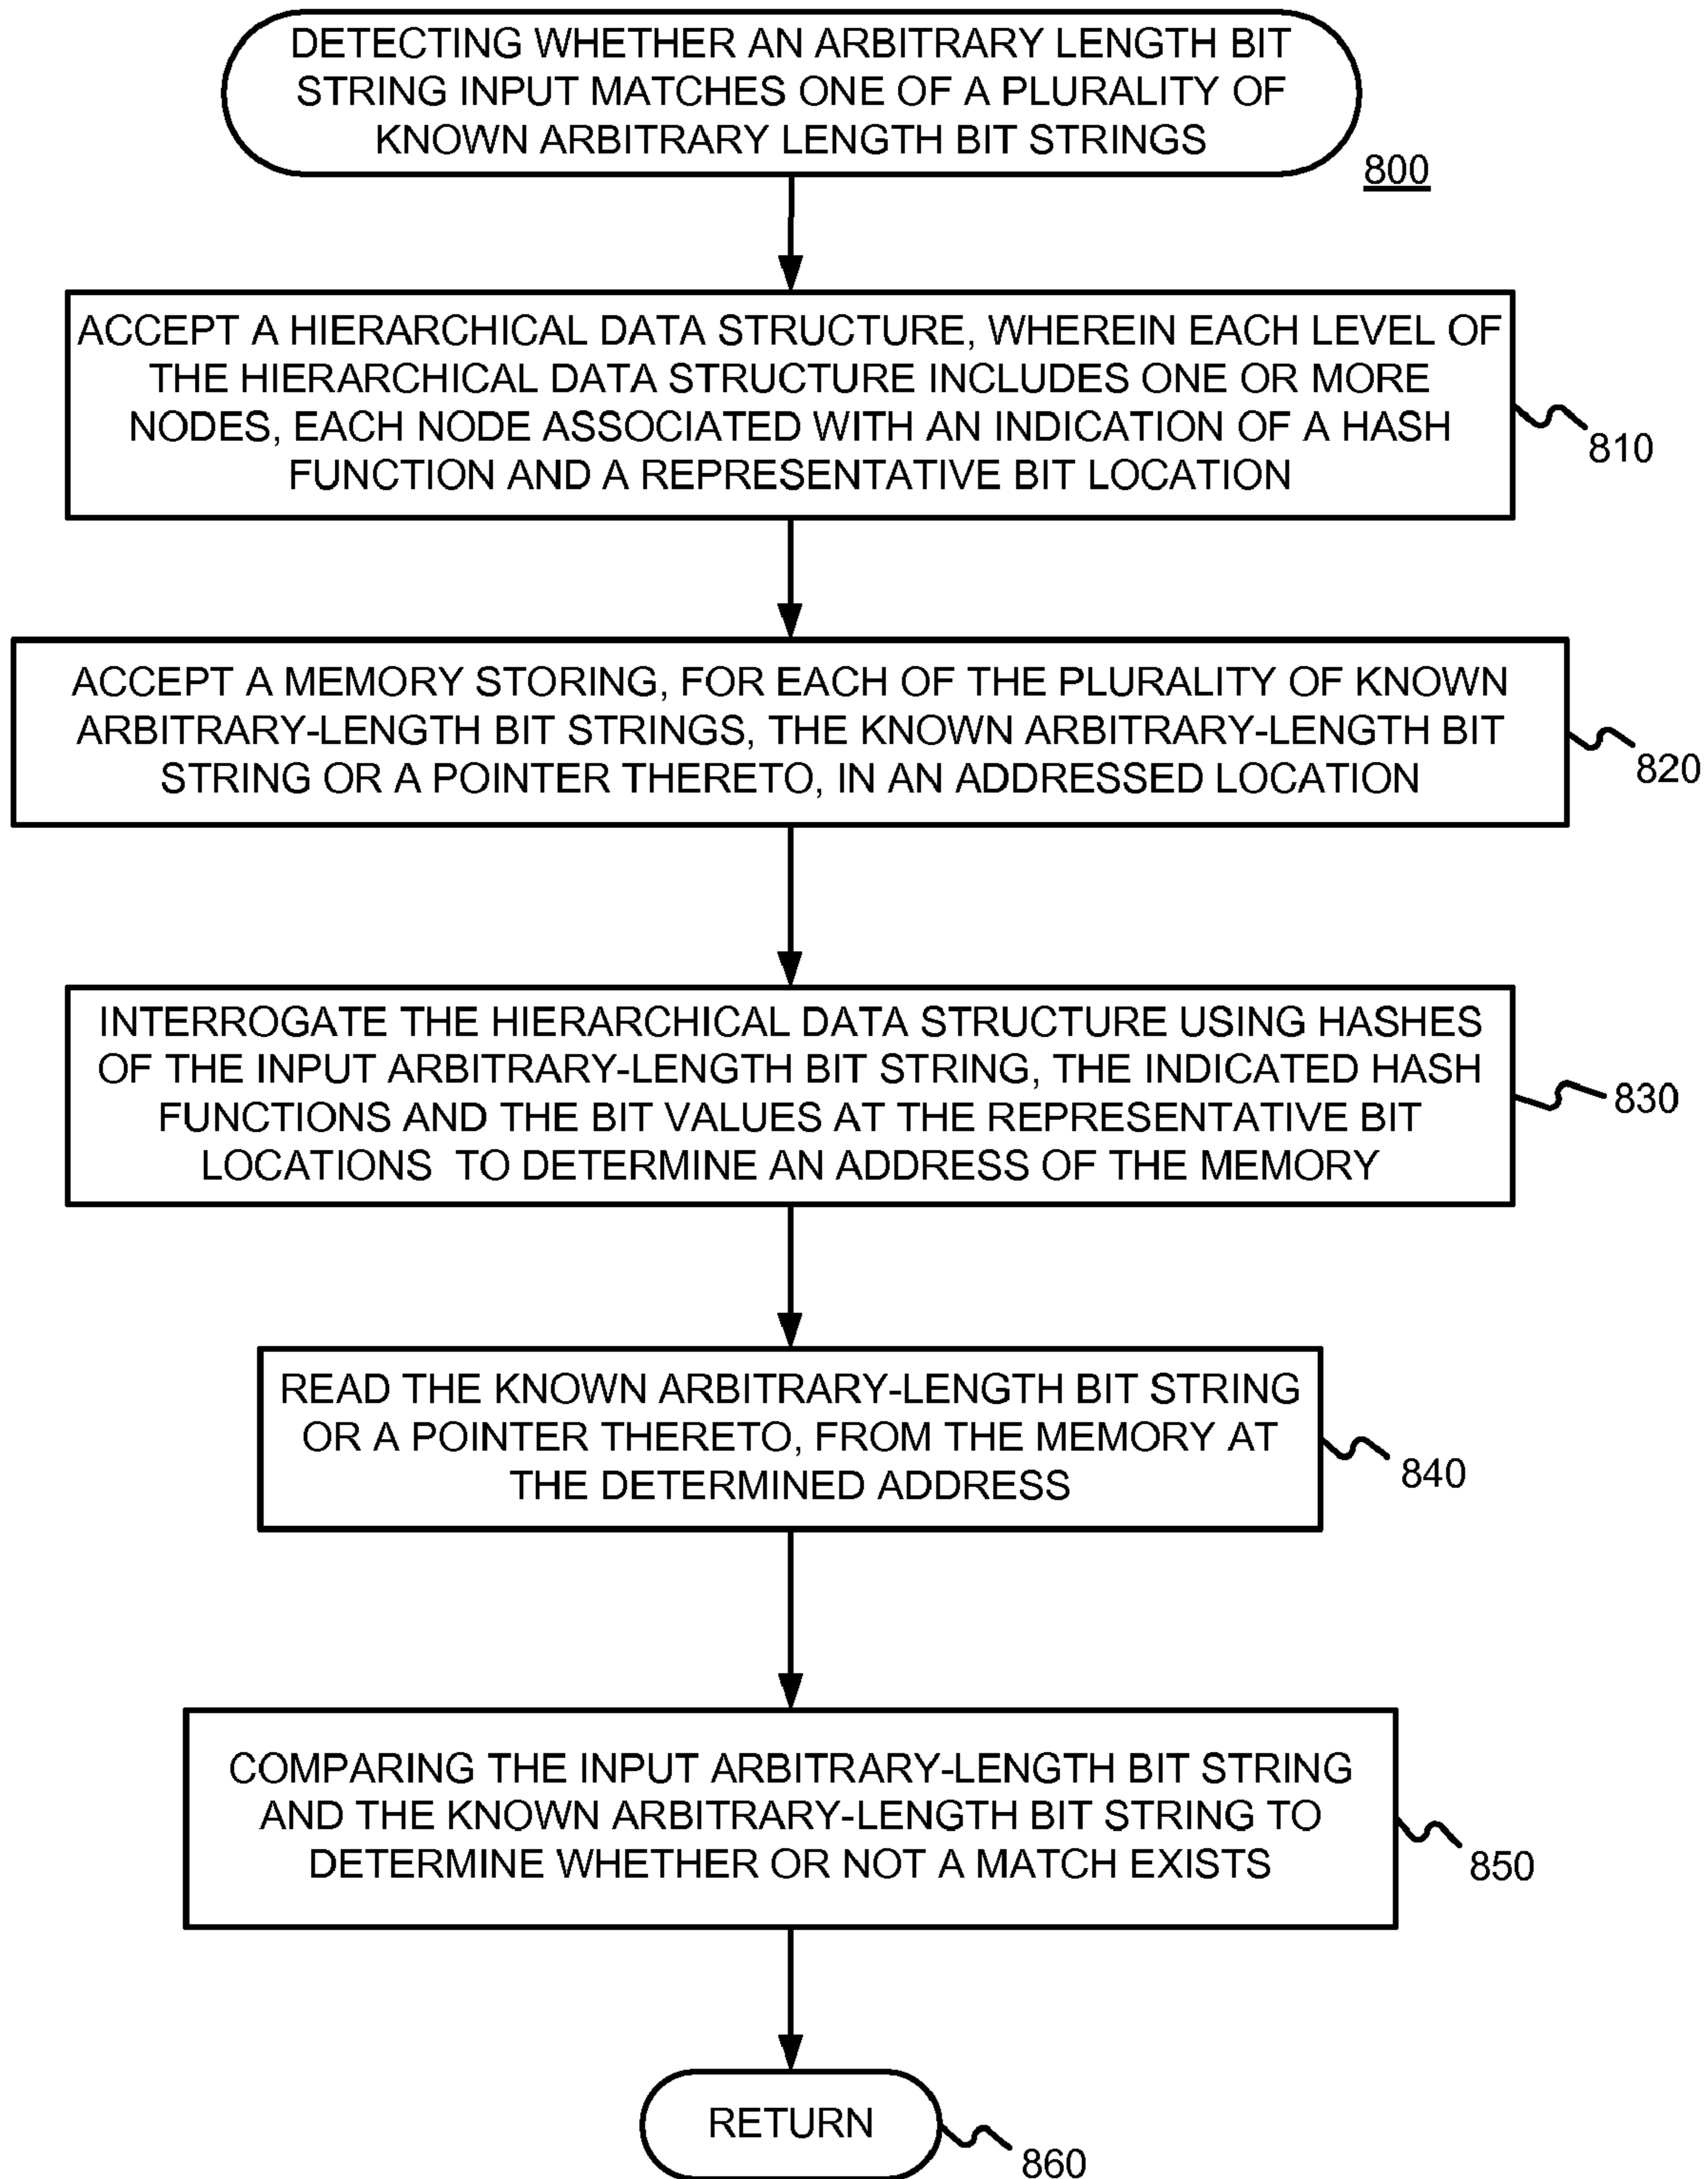 DETECTING WHETHER AN ARBITRARY LENGTH BIT
STRING INPUT MATCHES ONE OF A PLURALITY OF
KNOWN ARBITRARY LENGTH BIT STRINGS
800
ACCEPT A HIERARCHICAL DATA STRUCTURE, WHEREIN EACH LEVEL OF
THE HIERARCHICAL DATA STRUCTURE INCLUDES ONE OR MORE
NODES, EACH NODE ASSOCIATED WITH AN INDICATION OF A HASH
FUNCTION AND A REPRESENTATIVE BIT LOCATION
810
ACCEPT A MEMORY STORING, FOR EACH OF THE PLURALITY OF KNOWN
ARBITRARY-LENGTH BIT STRINGS, THE KNOWN ARBITRARY-LENGTH BIT
STRING OR A POINTER THERETO, IN AN ADDRESSED LOCATION
820
INTERROGATE THE HIERARCHICAL DATA STRUCTURE USING HASHES
OF THE INPUT ARBITRARY-LENGTH BIT STRING, THE INDICATED HASH
FUNCTIONS AND THE BIT VALUES AT THE REPRESENTATIVE BIT
LOCATIONS TO DETERMINE AN ADDRESS OF THE MEMORY
830
READ THE KNOWN ARBITRARY-LENGTH BIT STRING
OR A POINTER THERETO, FROM THE MEMORY AT
THE DETERMINED ADDRESS
840
COMPARING THE INPUT ARBITRARY-LENGTH BIT STRING
AND THE KNOWN ARBITRARY-LENGTH BIT STRING TO
DETERMINE WHETHER OR NOT A MATCH EXISTS
850
RETURN
860